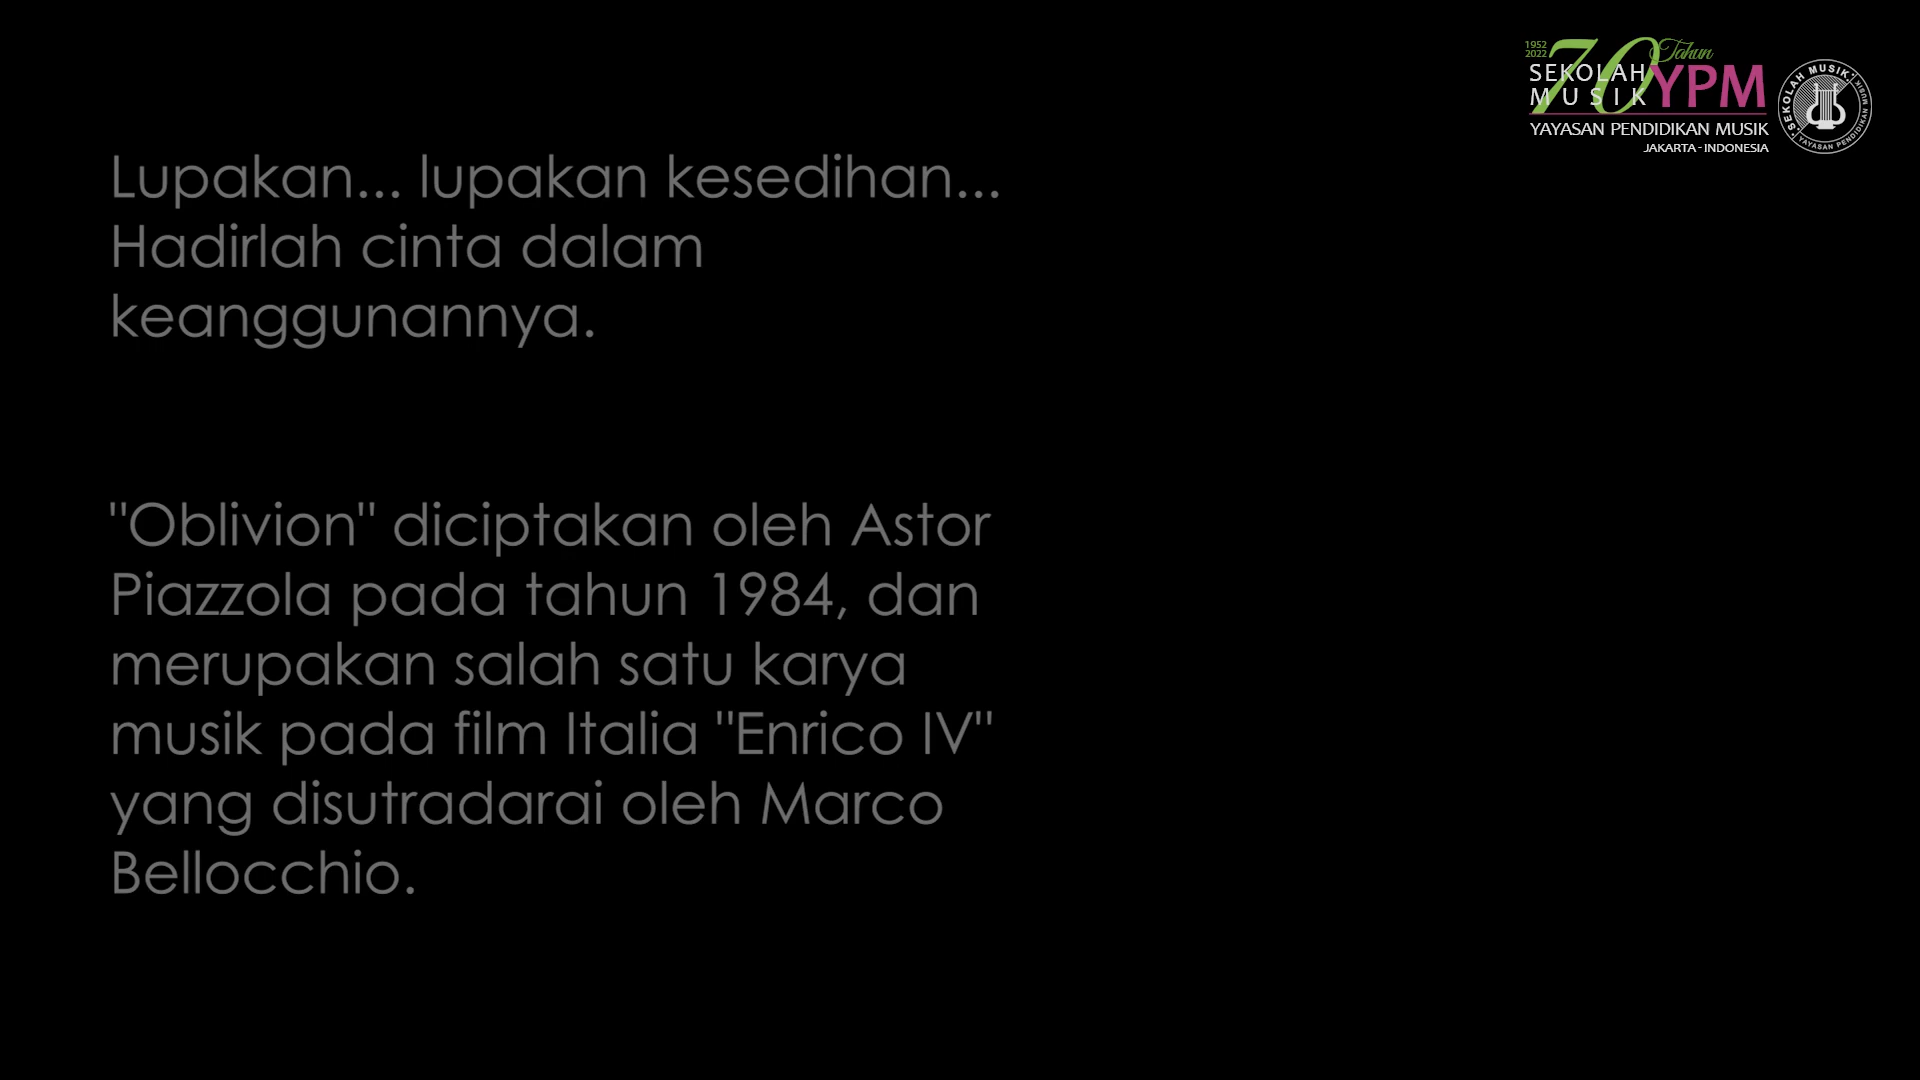 1952
2022
70 Tahun
SEKOLAH
MUSIK
YPM
YAYASAN PENDIDIKAN MUSIK
JAKARTA - INDONESIA
SEKOLAH MUSIK
YAYASAN PENDIDIKAN MUSIK
Lupakan... lupakan kesedihan...
Hadirlah cinta dalam
keanggunannya.
"Oblivion" diciptakan oleh Astor
Piazzola pada tahun 1984, dan
merupakan salah satu karya
musik pada film Italia "Enrico IV"
yang disutradarai oleh Marco
Bellocchio.